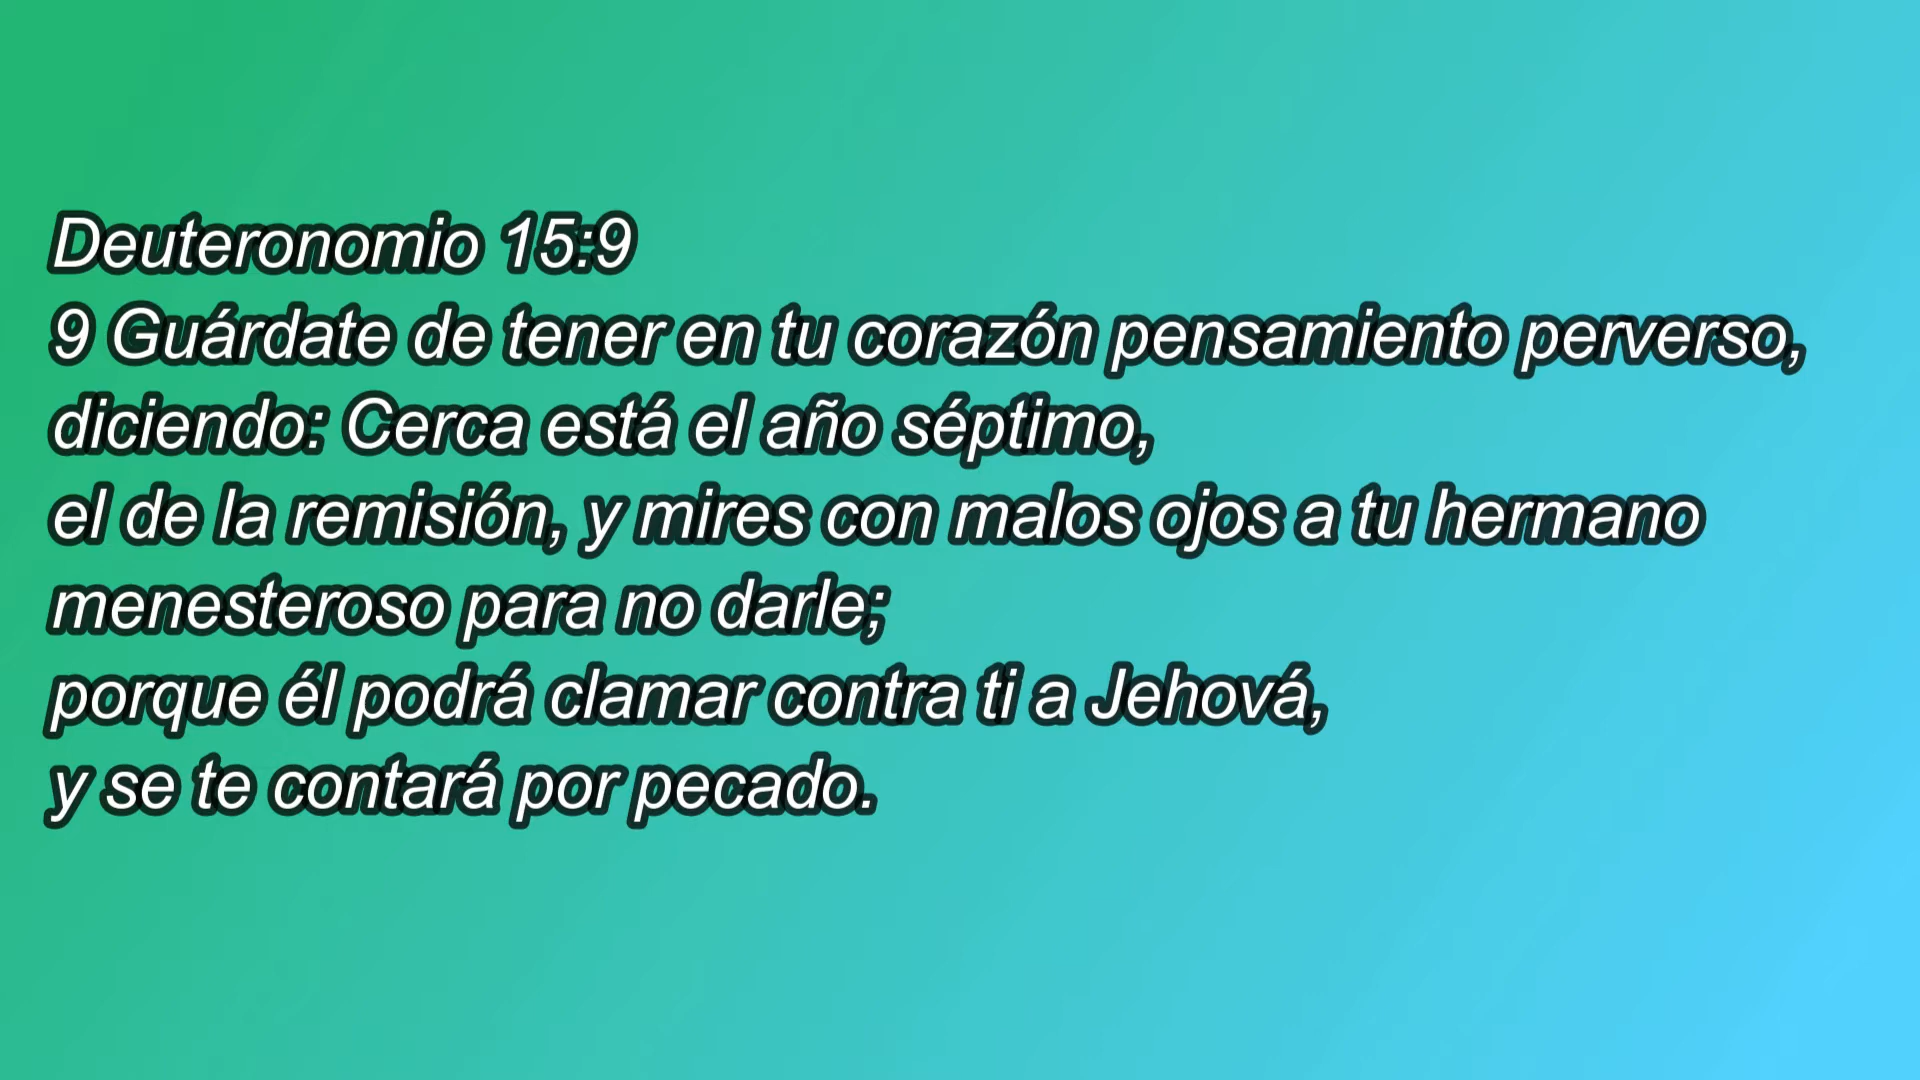 Deuteronomio 15:9
9 Guárdate de tener en tu corazón pensamiento perverso,
diciendo: Cerca está el año séptimo,
el de la remisión, y mires con malos ojos a tu hermano
menesteroso para no darle;
porque él podrá clamar contra ti a Jehová,
y se te contará por pecado.